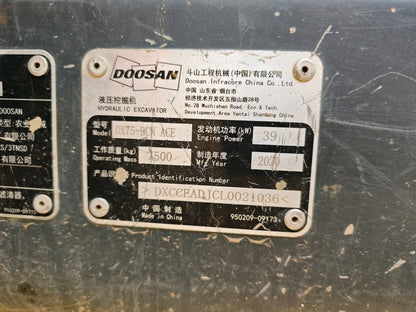 DOOSAN
斗山工程机械(中国)有限公司
Doosan Infracore China Co., Ltd.
中国 山东省 烟台市
经济技术开发区五指山路28号
No.28 Wuzhishan Road, Eco & Tech
Development Area Yantai Shandong China
液压挖掘机
HYDRAULIC EXCAVATOR
型号
Model
DX75-9CN ACE
发动机功率(kW)
Engine Power
39
工作质量(kg)
Operating Mass
7500
制造年度
Mfg Year
2020
产品识别
Product Identification Number
中国制造
Made in China
950209-09173
DOOSAN